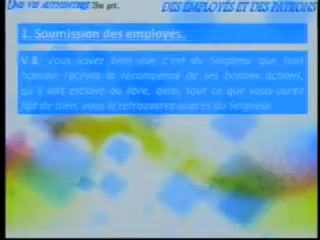 UNE VIE AUTHENTIQUE 3e pt.
DES EMPLOYÉS ET DES PATRONS
1. Soumission des employés.
V.8. vous savez bien que c'est du Seigneur que tout
homme recevra la récompense de ses bonnes actions,
qu'il soit esclave ou libre; ainsi, tout ce que vous aurez
fait de bien, vous le retrouverez auprès du Seigneur.